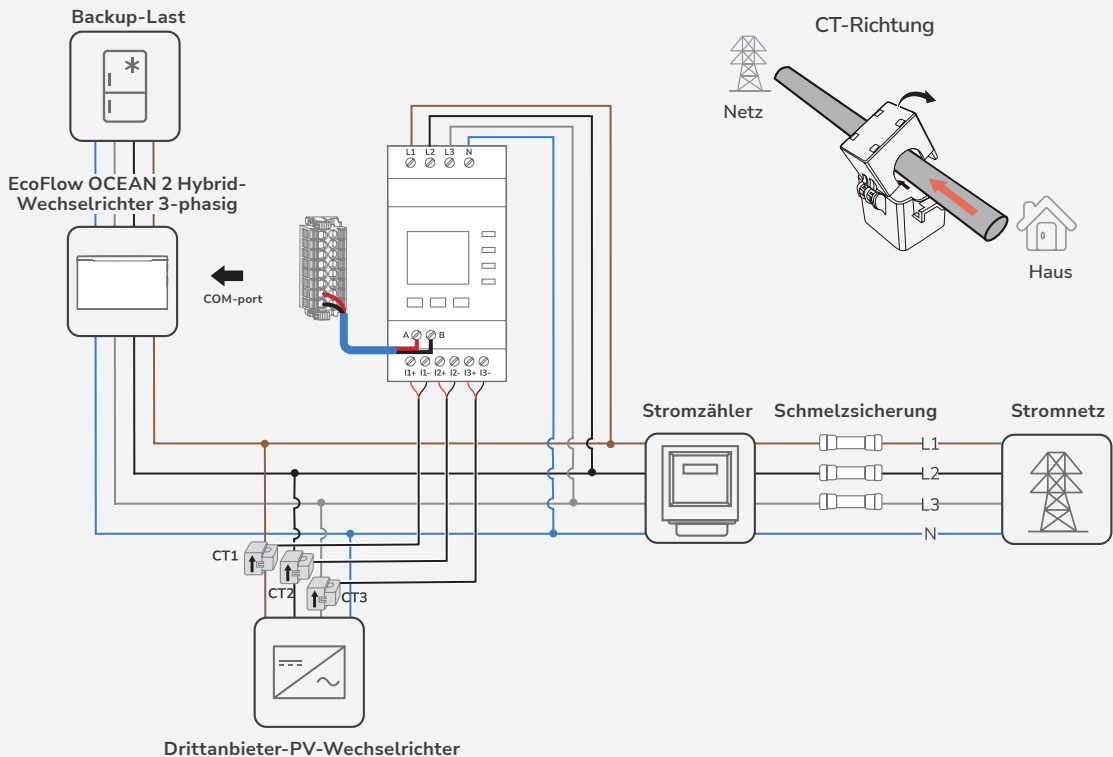 Backup-Last
EcoFlow OCEAN 2 Hybrid-
Wechselrichter 3-phasig
COM-port
L1 L2 L3 N
A B
I1+ I1- I2+ I2- I3+ I3-
CT-Richtung
Netz
Haus
Stromzähler
Schmelzsicherung
Stromnetz
L1
L2
L3
N
CT1
CT2
CT3
Drittanbieter-PV-Wechselrichter